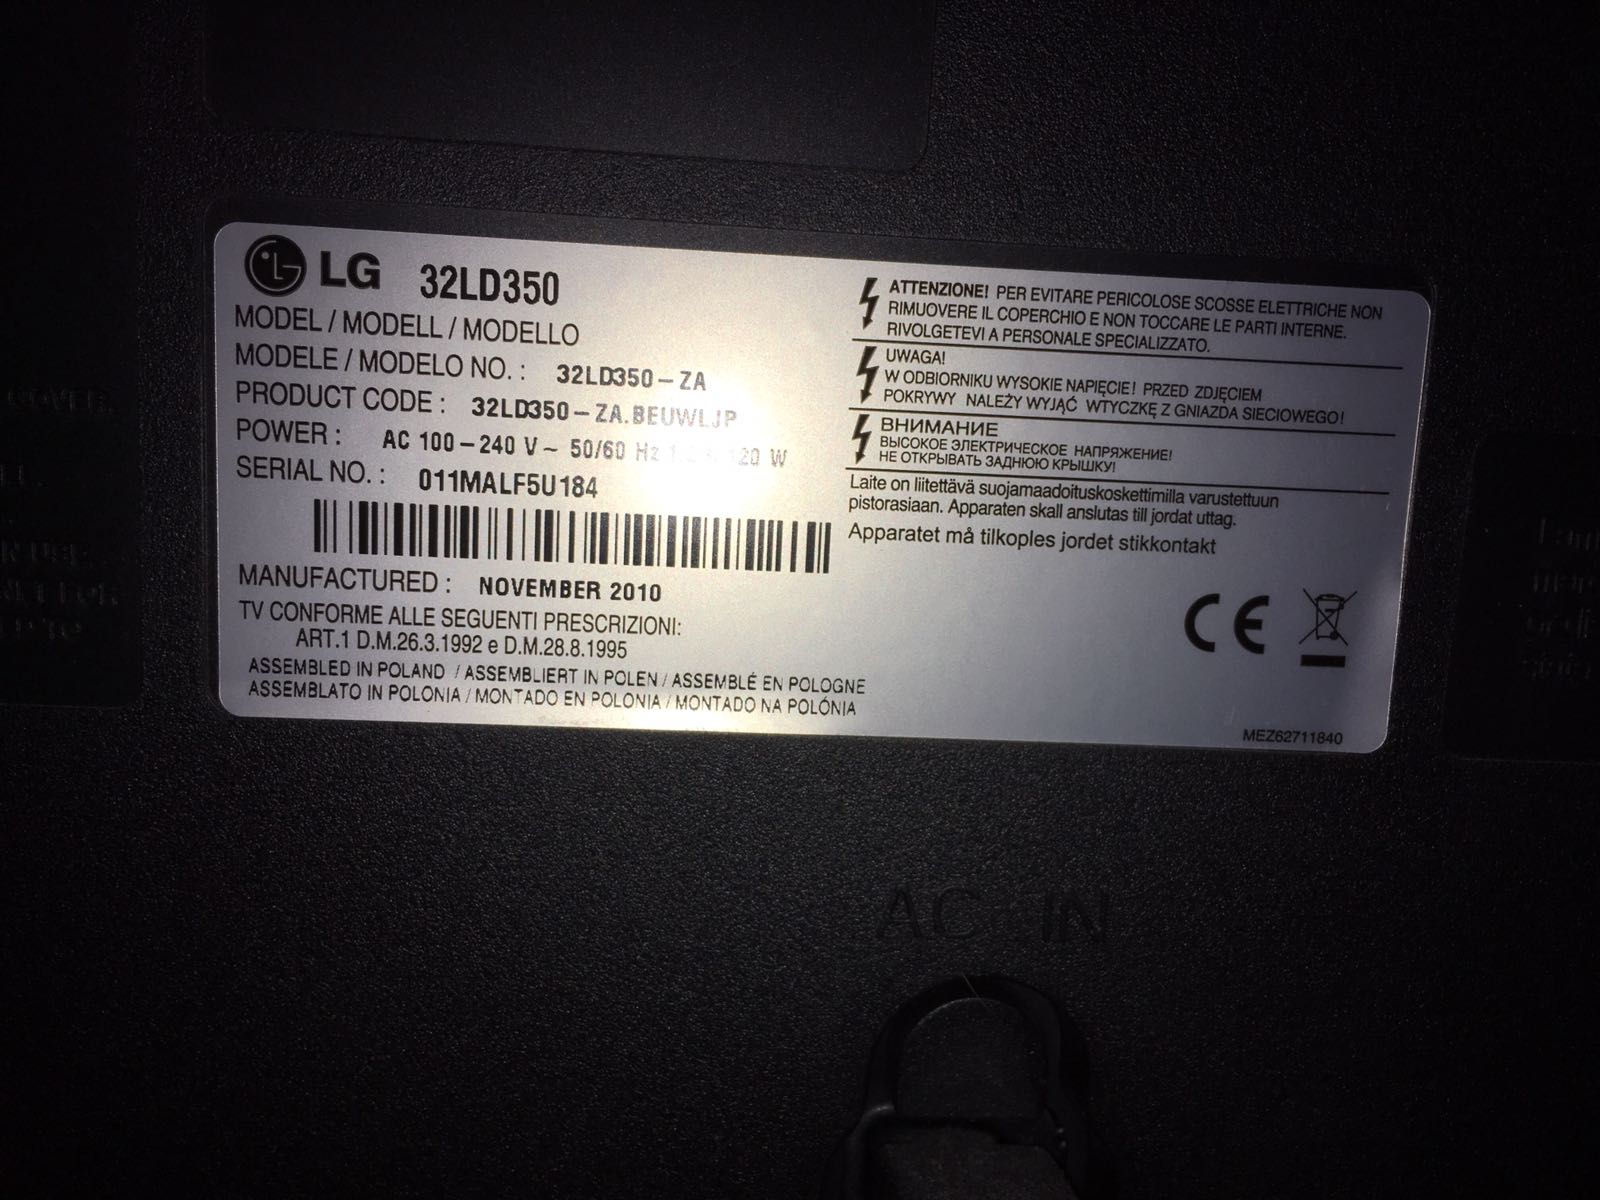 LG 32LD350
MODEL / MODELL / MODELLO
MODELE / MODELO NO. : 32LD350-ZA
PRODUCT CODE : 32LD350-ZA.BEUWLJP
POWER : AC 100-240 V ~ 50/60 Hz 120 W
SERIAL NO. : 011MALF5U184
MANUFACTURED : NOVEMBER 2010
TV CONFORME ALLE SEGUENTI PRESCRIZIONI:
ART.1 D.M.26.3.1992 e D.M.28.8.1995
ASSEMBLED IN POLAND / ASSEMBLIERT IN POLEN / ASSEMBLÉ EN POLOGNE
ASSEMBLATO IN POLONIA / MONTADO EN POLONIA / MONTADO NA POLÓNIA
ATTENZIONE! PER EVITARE PERICOLOSE SCOSSE ELETTRICHE NON
RIMUOVERE IL COPERCHIO E NON TOCCARE LE PARTI INTERNE.
RIVOLGETEVI A PERSONALE SPECIALIZZATO.
UWAGA!
W ODBIORNIKU WYSOKIE NAPIĘCIE! PRZED ZDJĘCIEM
POKRYWY NALEŻY WYJĄĆ WTYCZKĘ Z GNIAZDA SIECIOWEGO!
ВНИМАНИЕ
ВЫСОКОЕ ЭЛЕКТРИЧЕСКОЕ НАПРЯЖЕНИЕ!
НЕ ОТКРЫВАТЬ ЗАДНЮЮ КРЫШКУ!
Laite on liitettävä suojamaadoituskoskettimilla varustettuun
pistorasiaan. Apparaten skall anslutas till jordat uttag.
Apparatet må tilkoples jordet stikkontakt
CE
MEZ62711840
COVER.
AC IN